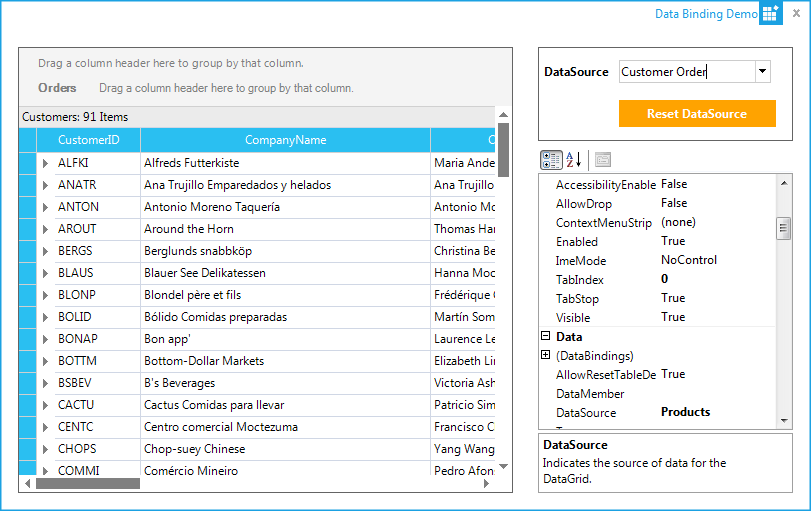 Data Binding Demo
Drag a column header here to group by that column.
Orders Drag a column header here to group by that column.
Customers: 91 Items
CustomerID CompanyName
ALFKI Alfreds Futterkiste Maria Ande
ANATR Ana Trujillo Emparedados y helados Ana Trujillo
ANTON Antonio Moreno Taquería Antonio Mo
AROUT Around the Horn Thomas Har
BERGS Berglunds snabbköp Christina Be
BLAUS Blauer See Delikatessen Hanna Moo
BLONP Blondel père et fils Frédérique
BOLID Bólido Comidas preparadas Martín Som
BONAP Bon app' Laurence Le
BOTTM Bottom-Dollar Markets Elizabeth Lin
BSBEV B's Beverages Victoria Ash
CACTU Cactus Comidas para llevar Patricio Sim
CENTC Centro comercial Moctezuma Francisco C
CHOPS Chop-suey Chinese Yang Wang
COMMI Comércio Mineiro Pedro Afons
DataSource Customer Order
Reset DataSource
AccessibilityEnable False
AllowDrop False
ContextMenuStrip (none)
Enabled True
ImeMode NoControl
TabIndex 0
TabStop True
Visible True
Data
(DataBindings)
AllowResetTableDe True
DataMember
DataSource Products
DataSource
Indicates the source of data for the
DataGrid.